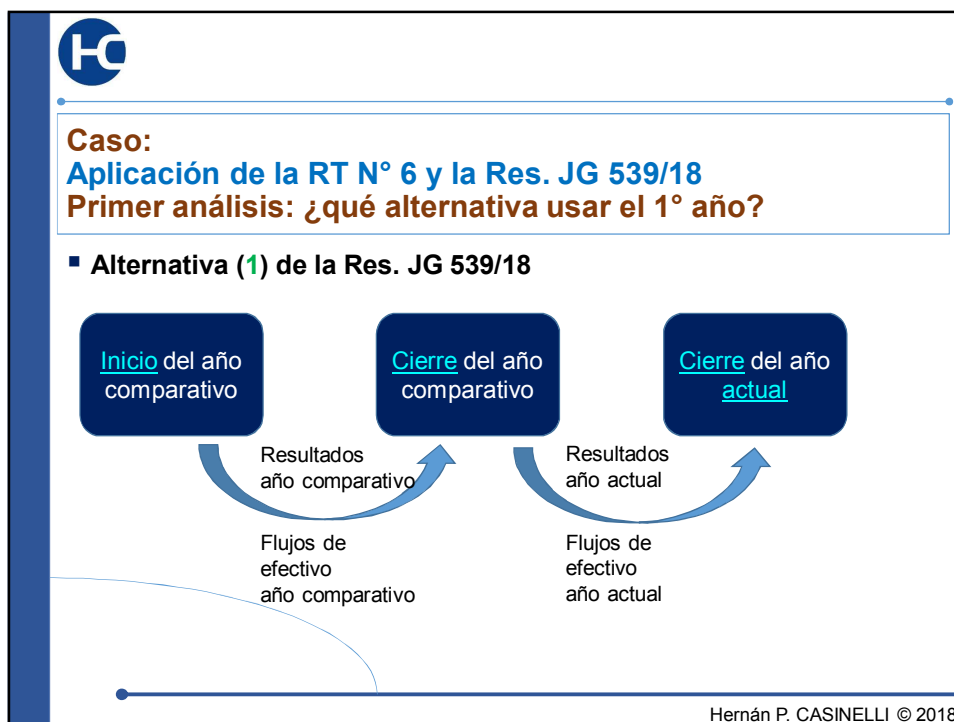 HC
Caso:
Aplicación de la RT N° 6 y la Res. JG 539/18
Primer análisis: ¿qué alternativa usar el 1° año?
▪ Alternativa (1) de la Res. JG 539/18
Inicio del año
comparativo
Cierre del año
comparativo
Cierre del año
actual
Resultados
año comparativo
Resultados
año actual
Flujos de
efectivo
año comparativo
Flujos de
efectivo
año actual
Hernán P. CASINELLI © 2018